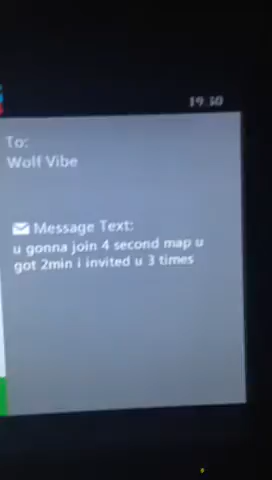 19:30
To:
Wolf Vibe
Message Text:
u gonna join 4 second map u
got 2min i invited u 3 times